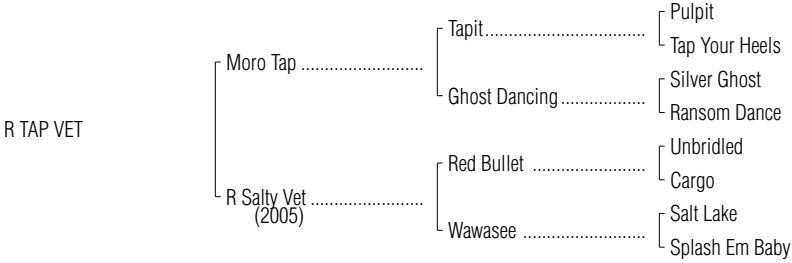 Pulpit
Tapit
Tap Your Heels
Moro Tap
Silver Ghost
Ghost Dancing
Ransom Dance
R TAP VET
Unbridled
Red Bullet
Cargo
R Salty Vet
(2005)
Salt Lake
Wawasee
Splash Em Baby